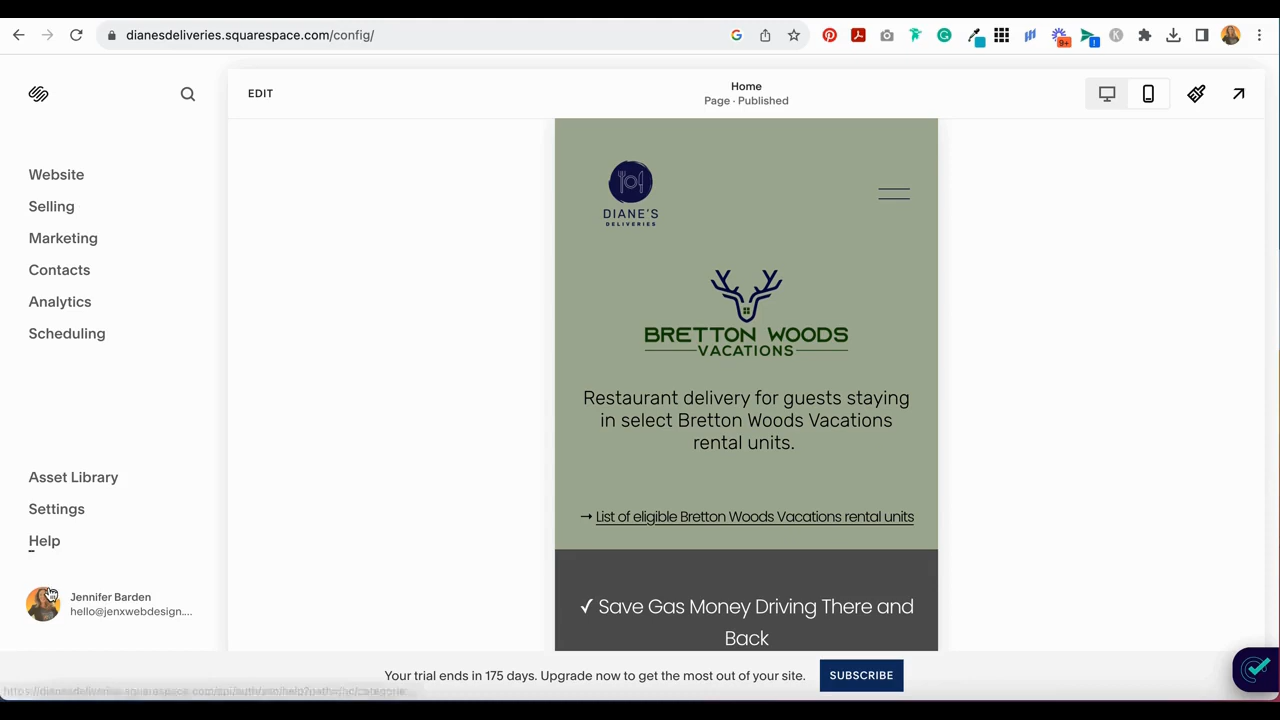 dianesdeliveries.squarespace.com/config/
9+
1
EDIT
Home
Page · Published
Website
Selling
Marketing
Contacts
Analytics
Scheduling
Asset Library
Settings
Help
Jennifer Barden
hello@jenxwebdesign....
DIANE'S
DELIVERIES
BRETTON WOODS
VACATIONS
Restaurant delivery for guests staying
in select Bretton Woods Vacations
rental units.
→ List of eligible Bretton Woods Vacations rental units
✓ Save Gas Money Driving There and
Back
Your trial ends in 175 days. Upgrade now to get the most out of your site.
SUBSCRIBE